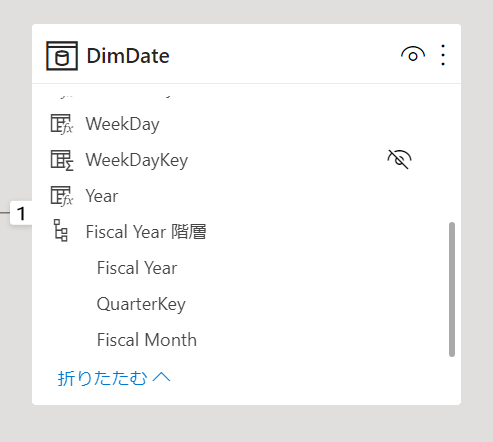 DimDate
WeekDay
WeekDayKey
Year
1
Fiscal Year 階層
Fiscal Year
QuarterKey
Fiscal Month
折りたたむ